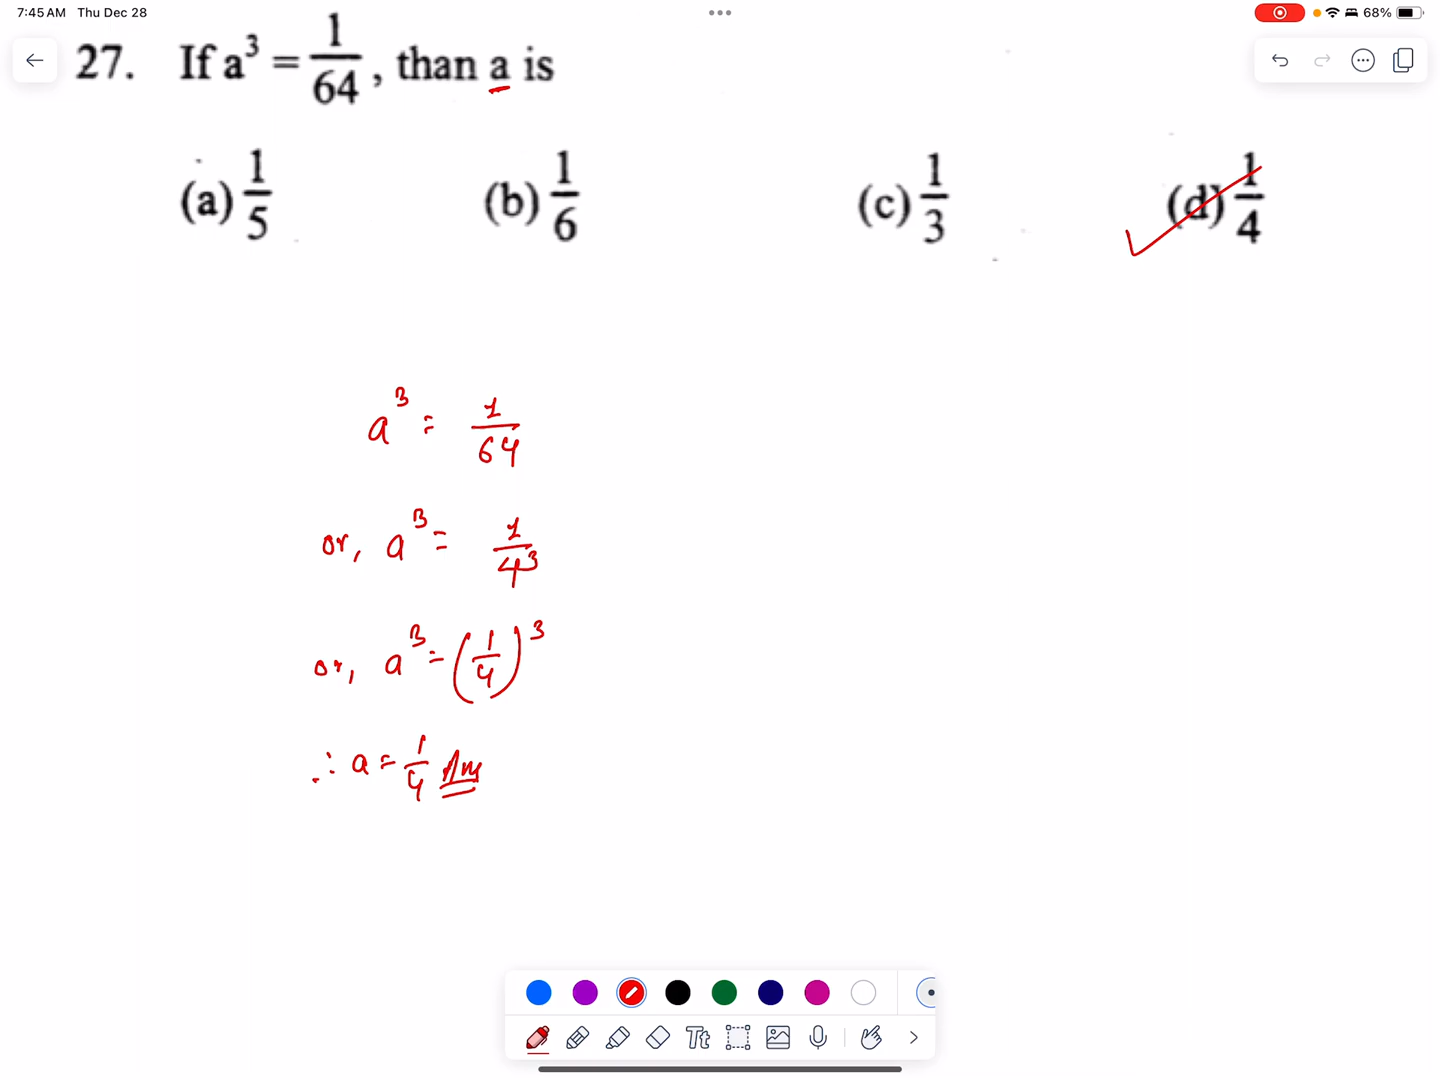 7:45 AM Thu Dec 28
68%
27. If a³ = 1/64, than a is
(a) 1/5 (b) 1/6 (c) 1/3 (d) 1/4
a³ = 1/64
or, a³ = 1/4³
or, a³ = (1/4)³
∴ a = 1/4 Ans
Tt